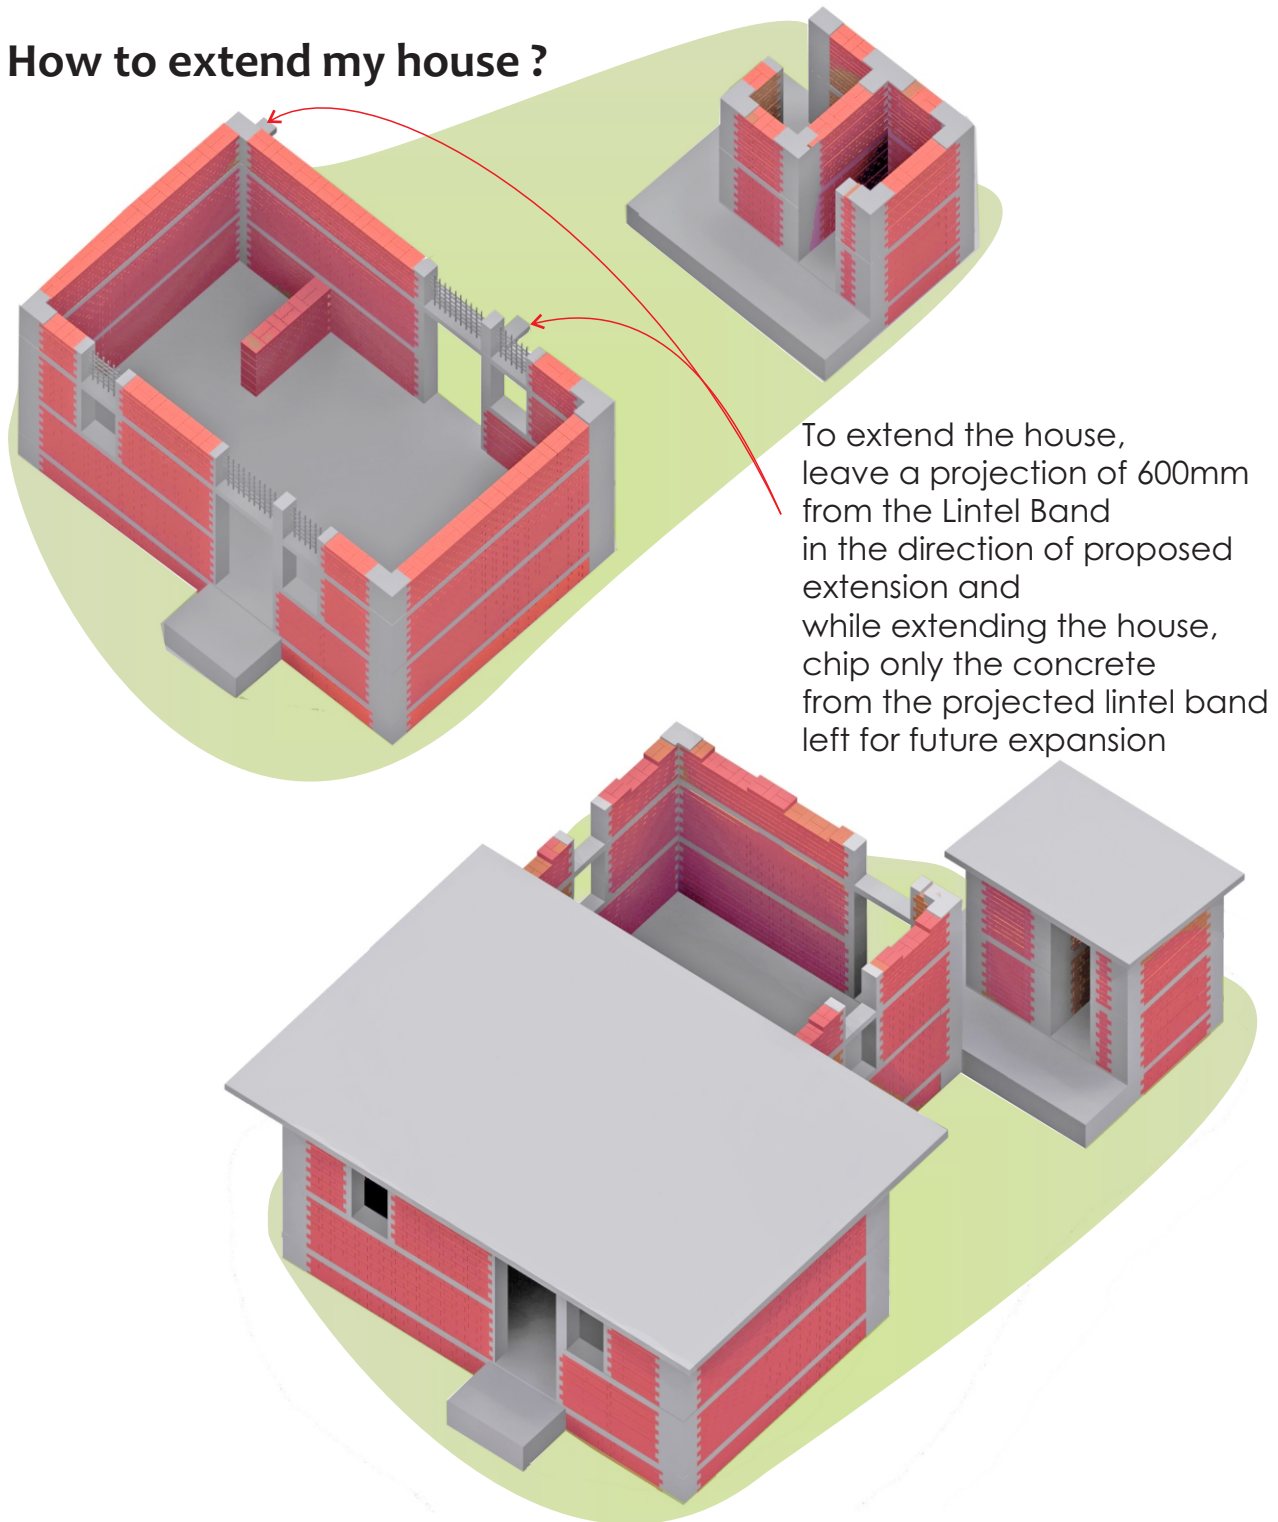 How to extend my house ?
To extend the house,
leave a projection of 600mm
from the Lintel Band
in the direction of proposed
extension and
while extending the house,
chip only the concrete
from the projected lintel band
left for future expansion